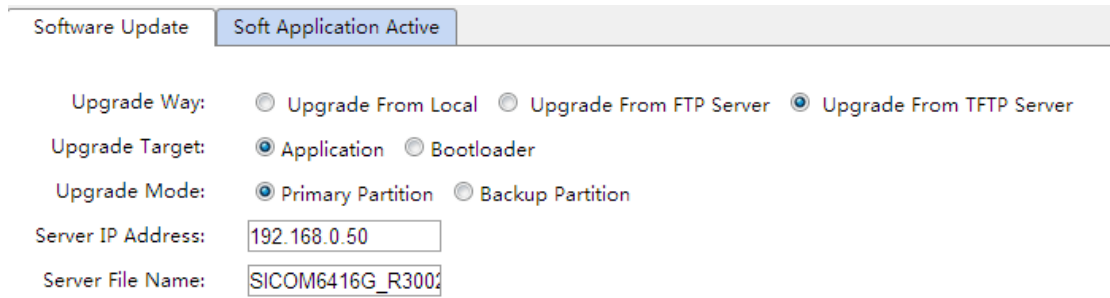 Software Update Soft Application Active
Upgrade Way: Upgrade From Local Upgrade From FTP Server Upgrade From TFTP Server
Upgrade Target: Application Bootloader
Upgrade Mode: Primary Partition Backup Partition
Server IP Address: 192.168.0.50
Server File Name: SICOM6416G_R3002